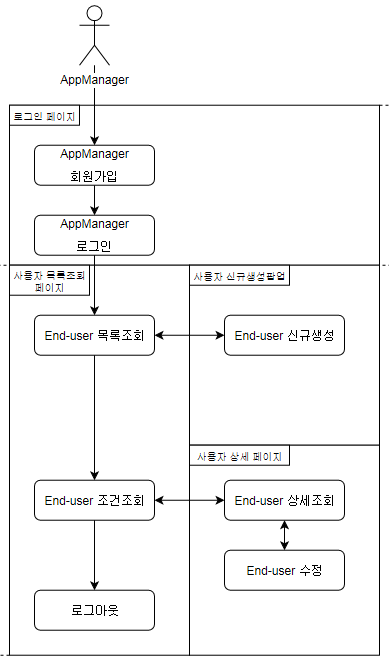 AppManager
로그인 페이지
AppManager
회원가입
AppManager
로그인
사용자 목록조회
페이지
사용자 신규생성팝업
End-user 목록조회
End-user 신규생성
사용자 상세 페이지
End-user 조건조회
End-user 상세조회
End-user 수정
로그아웃